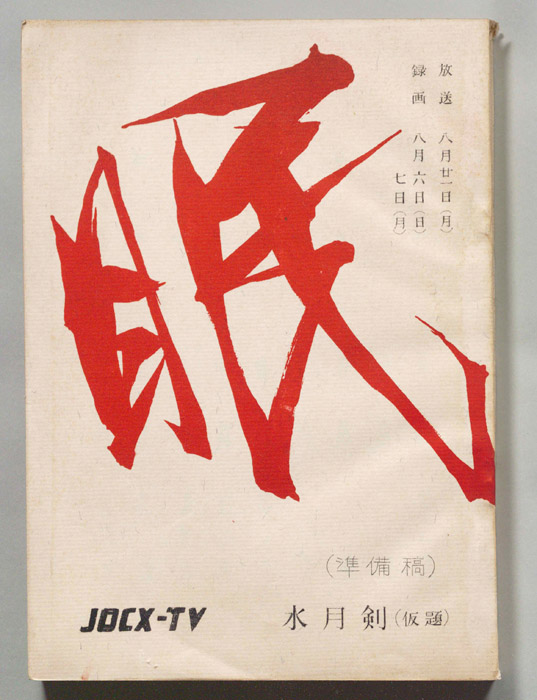 放送 八月廿一日(月)
録画 八月六日(日)
七日(月)
眠
(準備稿)
水月剣(仮題)
JOCX-TV